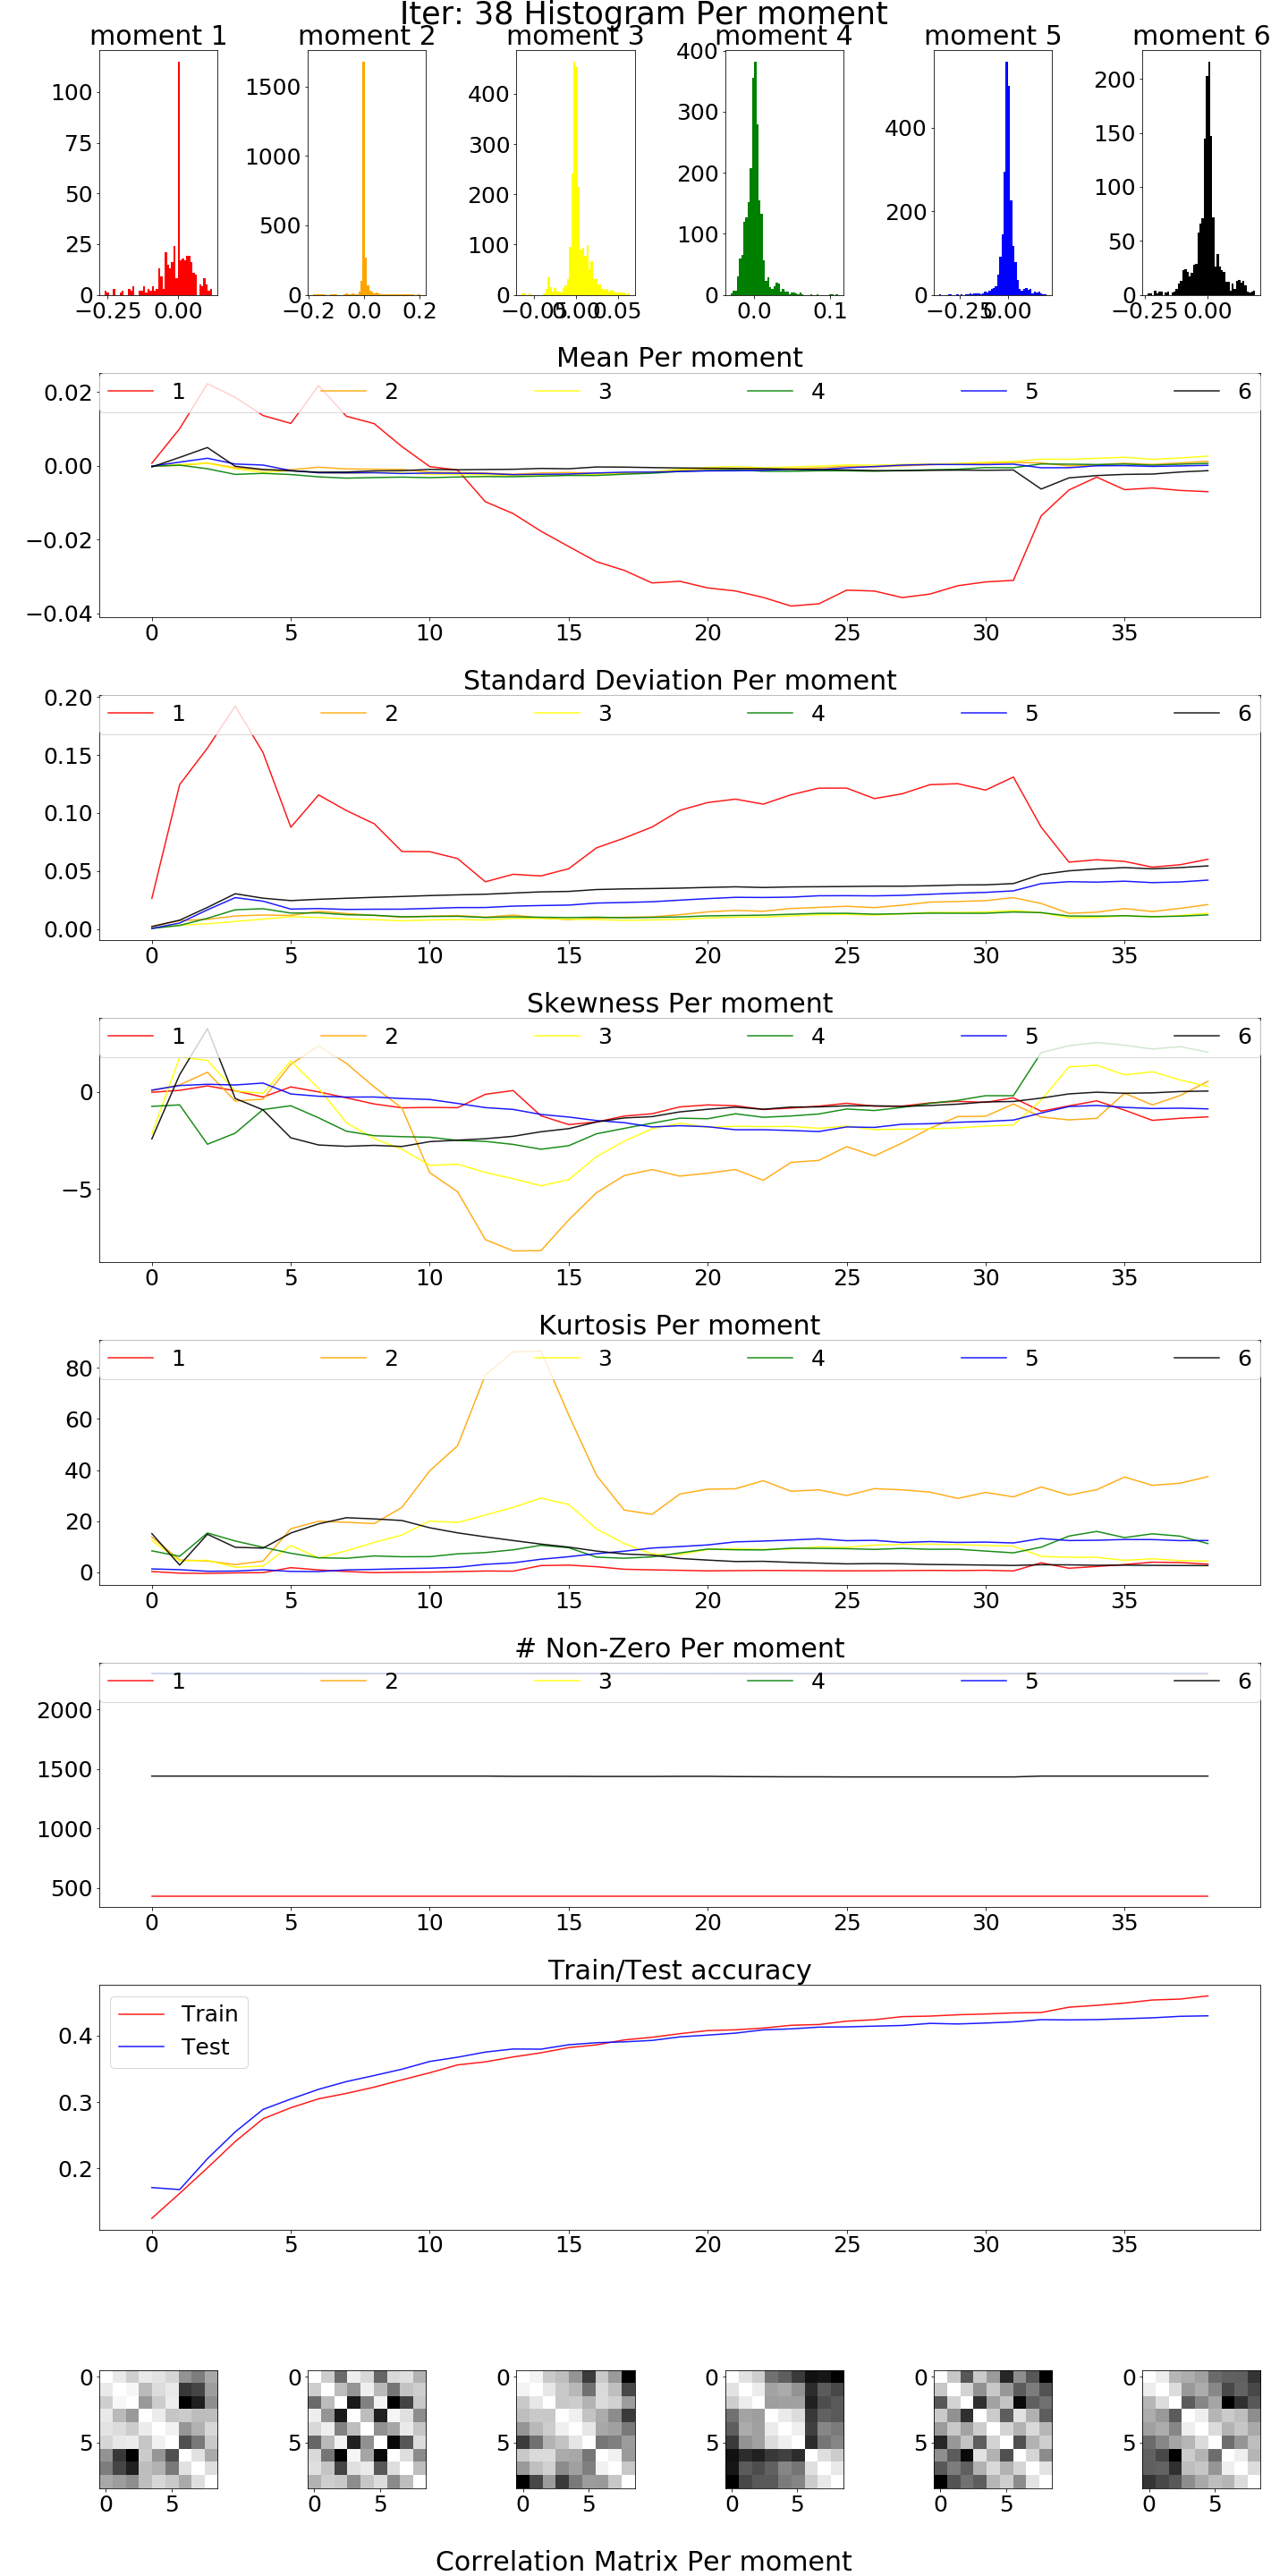 Iter: 38 Histogram Per moment
moment 1 moment 2 moment 3 moment 4 moment 5 moment 6
100 75 50 25 0
−0.25 0.00
1500 1000 500 0
−0.2 0.0 0.2
400 300 200 100 0
−0.05 0.00 0.05
400 300 200 100 0
0.0 0.1
400 200 0
−0.25 0.00
200 150 100 50 0
−0.25 0.00
Mean Per moment
1 2 3 4 5 6
0.02
0.00
−0.02
−0.04
0 5 10 15 20 25 30 35
Standard Deviation Per moment
1 2 3 4 5 6
0.20
0.15
0.10
0.05
0.00
0 5 10 15 20 25 30 35
Skewness Per moment
1 2 3 4 5 6
0
−5
0 5 10 15 20 25 30 35
Kurtosis Per moment
1 2 3 4 5 6
80
60
40
20
0
0 5 10 15 20 25 30 35
# Non-Zero Per moment
1 2 3 4 5 6
2000
1500
1000
500
0 5 10 15 20 25 30 35
Train/Test accuracy
Train
Test
0.4
0.3
0.2
0 5 10 15 20 25 30 35
0 0 0 0 0 0
5 5 5 5 5 5
0 5 0 5 0 5 0 5 0 5 0 5
Correlation Matrix Per moment